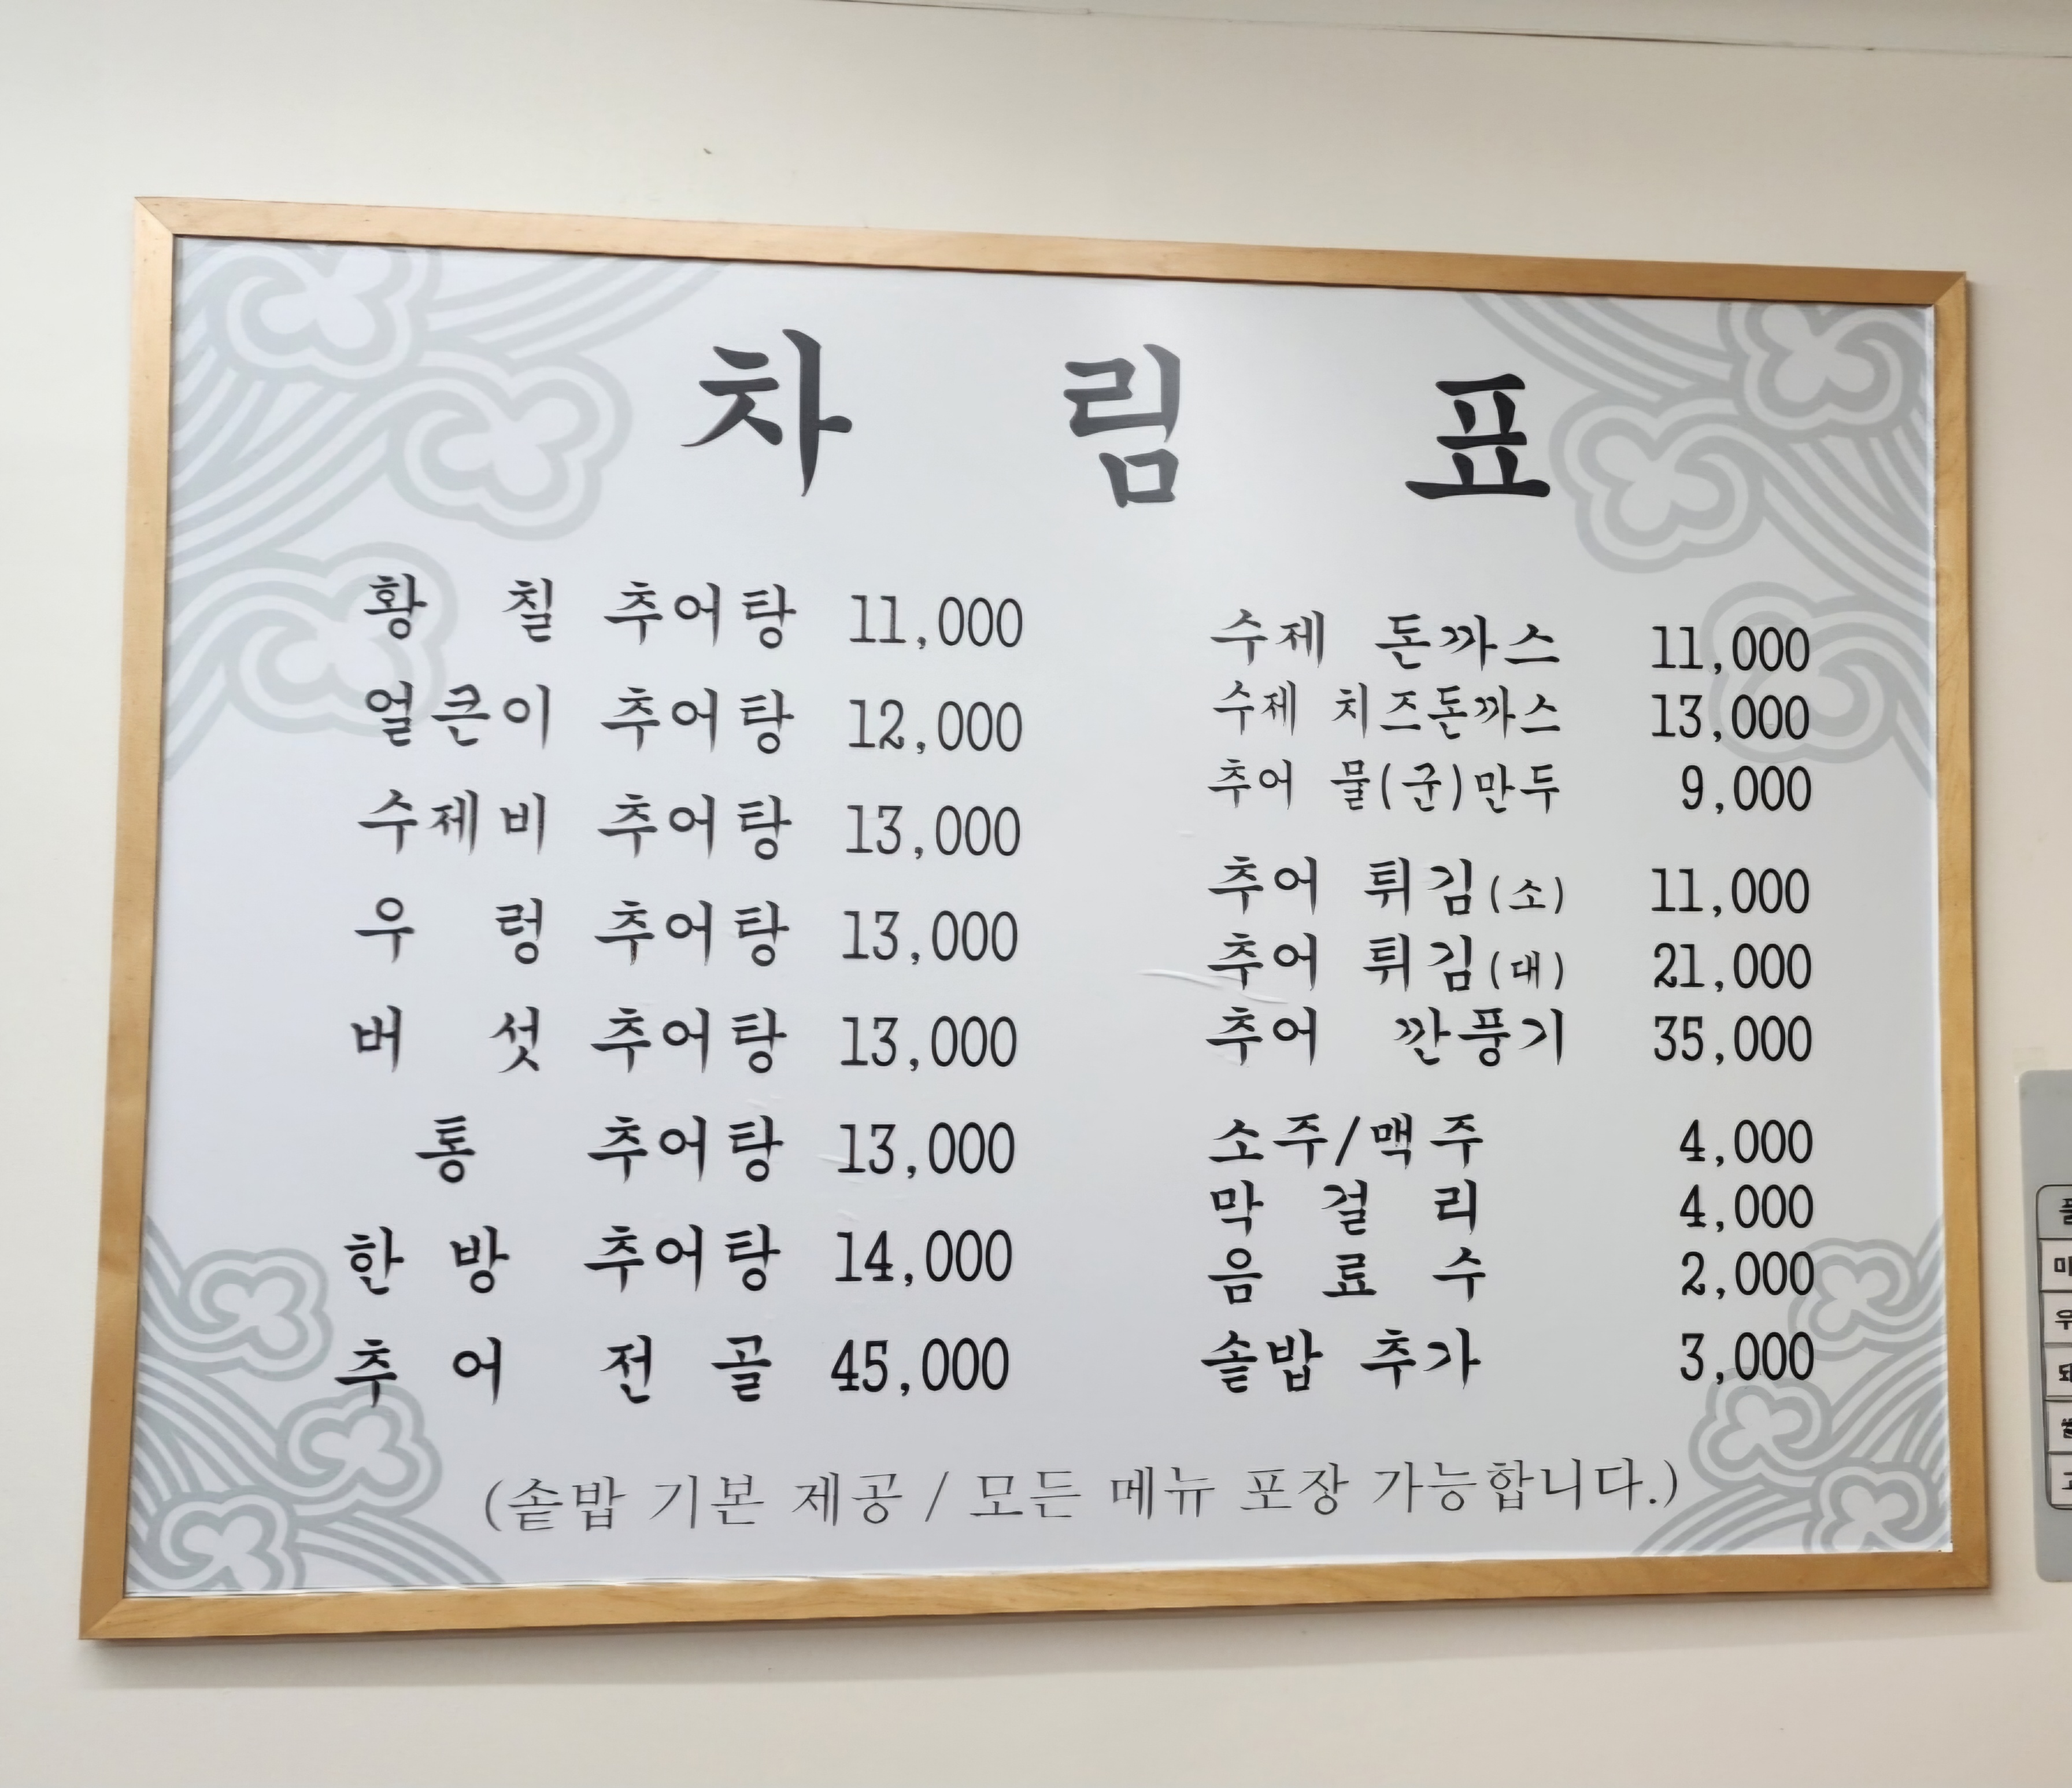 차림표
황칠 추어탕 11,000
얼큰이 추어탕 12,000
수제비 추어탕 13,000
우렁 추어탕 13,000
버섯 추어탕 13,000
통 추어탕 13,000
한방 추어탕 14,000
추어 전골 45,000
수제 돈까스 11,000
수제 치즈돈까스 13,000
추어 물(군)만두 9,000
추어 튀김(소) 11,000
추어 튀김(대) 21,000
추어 깐풍기 35,000
소주/맥주 4,000
막걸리 4,000
음료수 2,000
솥밥 추가 3,000
(솥밥 기본 제공 / 모든 메뉴 포장 가능합니다.)